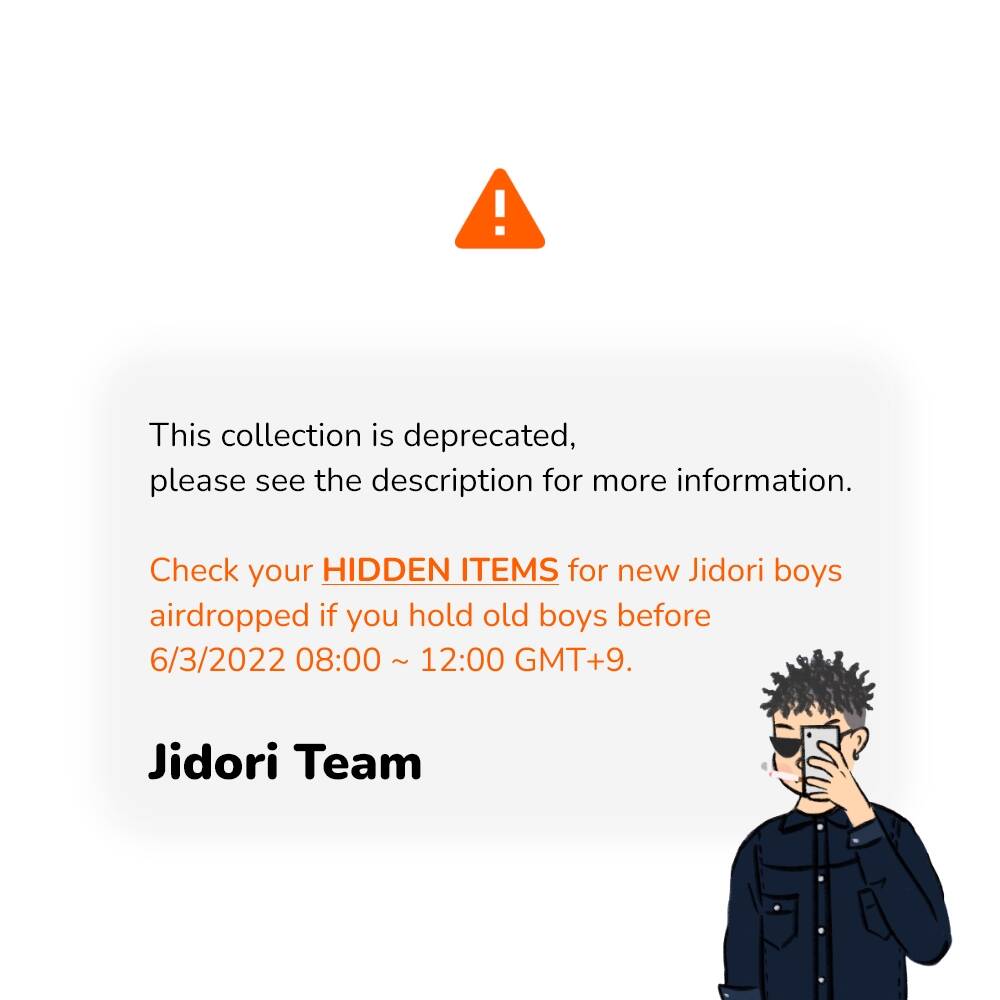 This collection is deprecated,
please see the description for more information.
Check your HIDDEN ITEMS for new Jidori boys
airdropped if you hold old boys before
6/3/2022 08:00 ~ 12:00 GMT+9.
Jidori Team